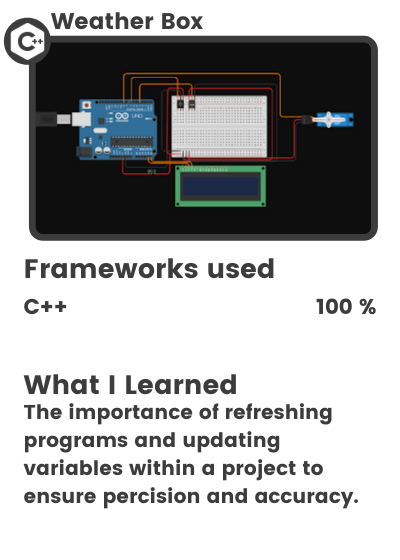 Weather Box
C++
UNO
Frameworks used
C++ 100 %
What I Learned
The importance of refreshing
programs and updating
variables within a project to
ensure percision and accuracy.